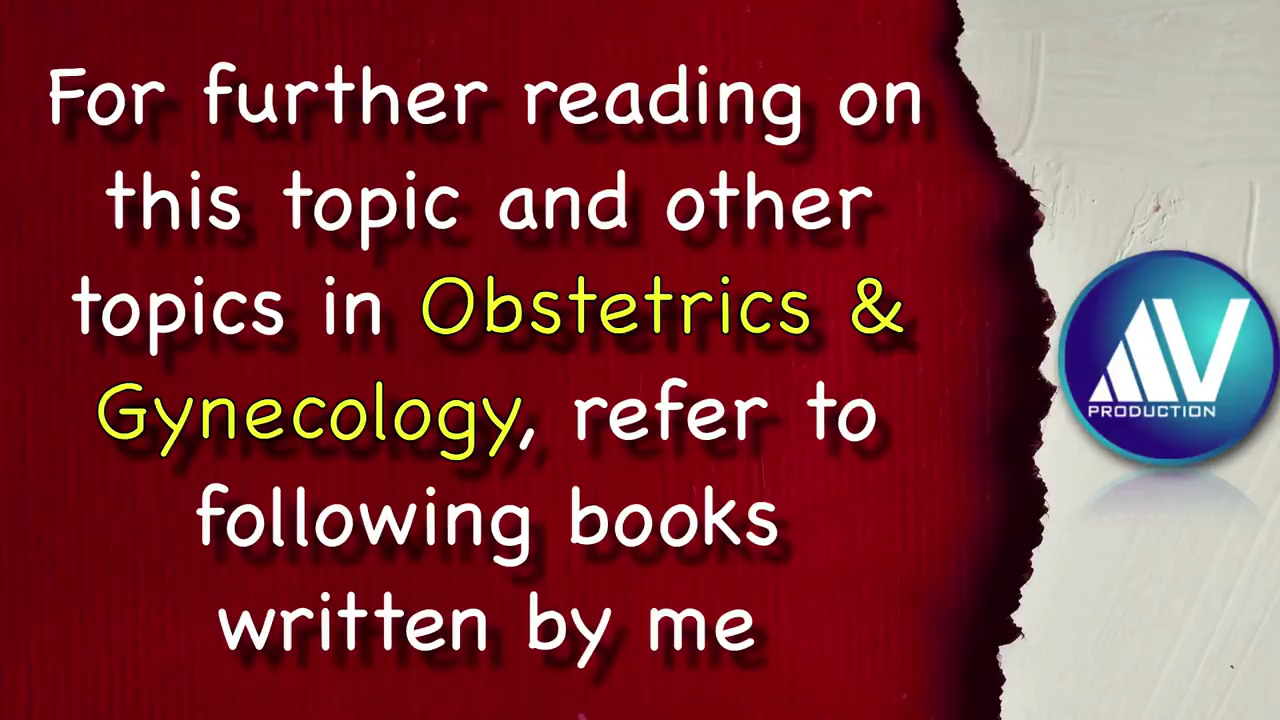 For further reading on
this topic and other
topics in Obstetrics &
Gynecology, refer to
following books
written by me
AV
PRODUCTION